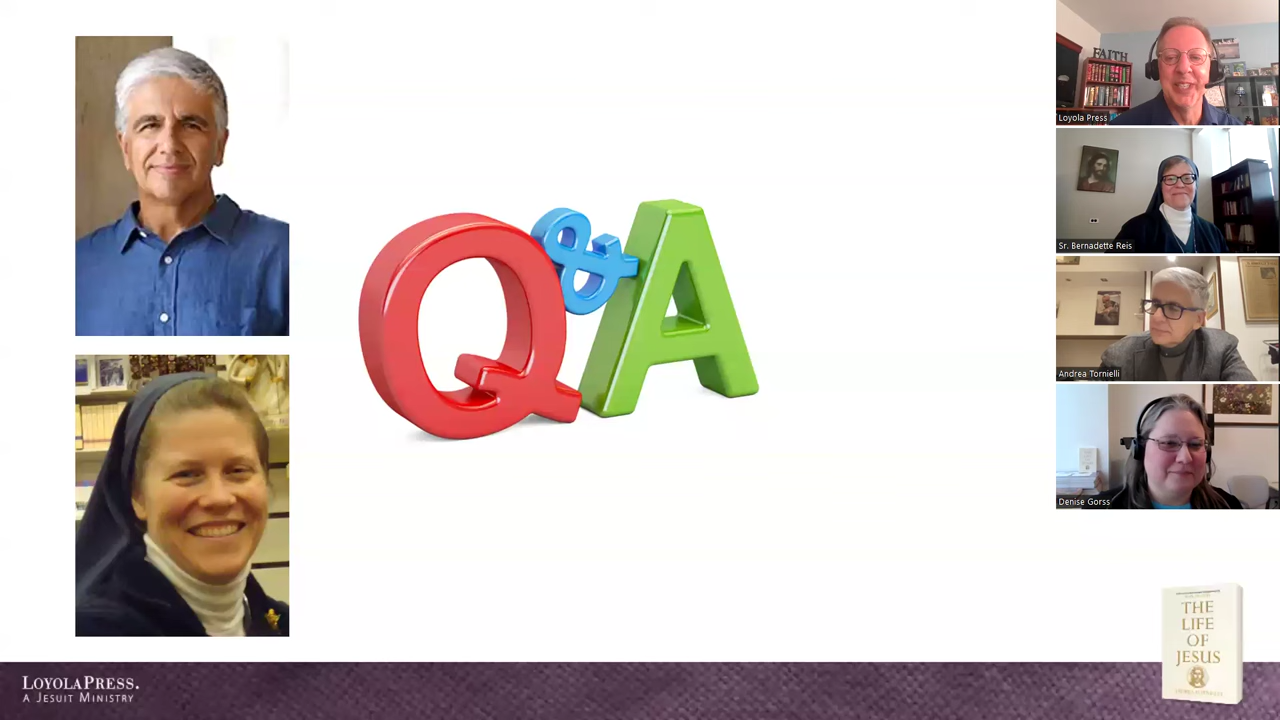 Q&A
FAITH
Loyola Press
Sr. Bernadette Reis
Andrea Tornielli
Denise Gorss
THE
LIFE
OF
JESUS
LOYOLAPRESS.
A JESUIT MINISTRY